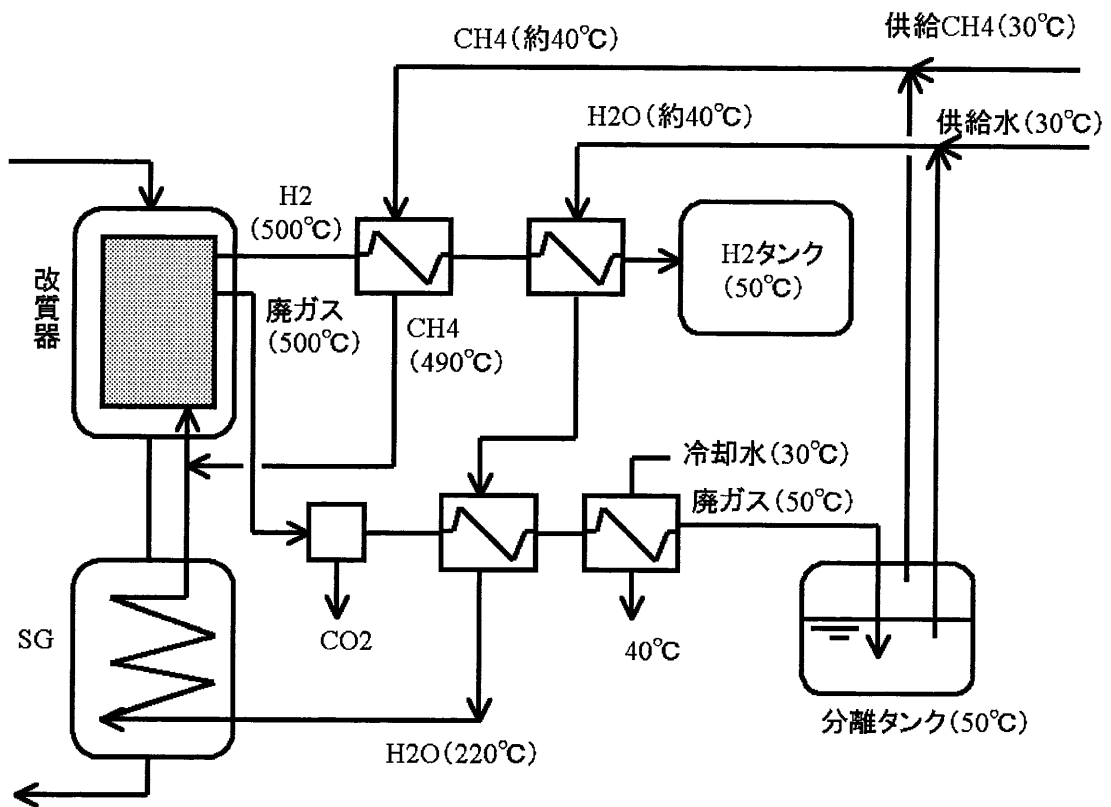 供給CH4(30℃)
CH4(約40℃)
H2O(約40℃)
供給水(30℃)
H2
(500℃)
H2タンク
(50℃)
改質器
廃ガス
(500℃)
CH4
(490℃)
冷却水(30℃)
廃ガス(50℃)
SG
CO2
40℃
分離タンク(50℃)
H2O(220℃)